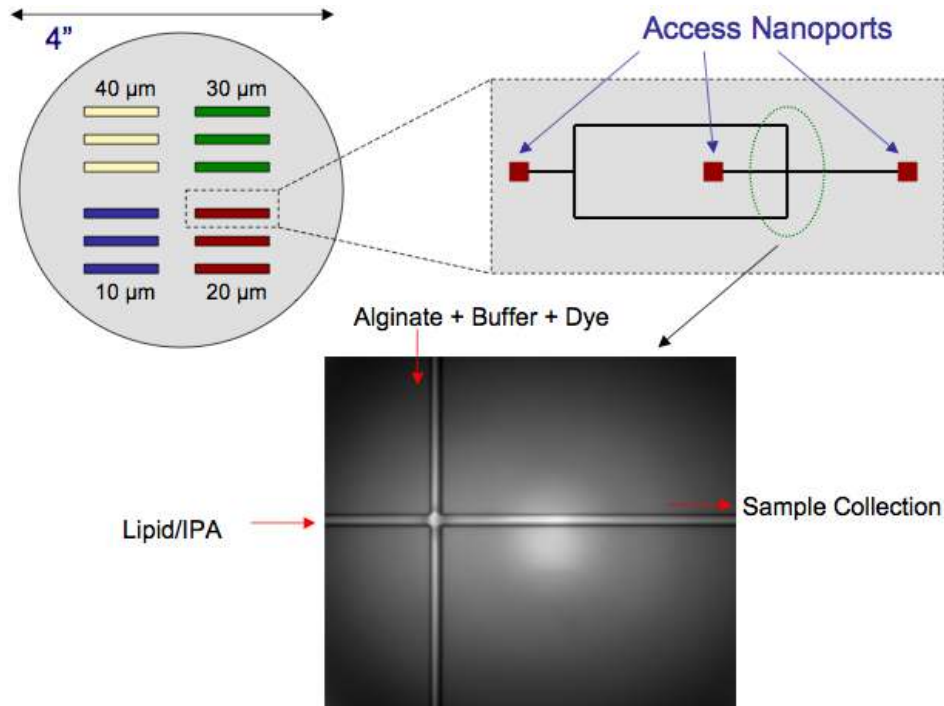 4”
Access Nanoports
40 µm
30 µm
10 µm
20 µm
Alginate + Buffer + Dye
Lipid/IPA
Sample Collection